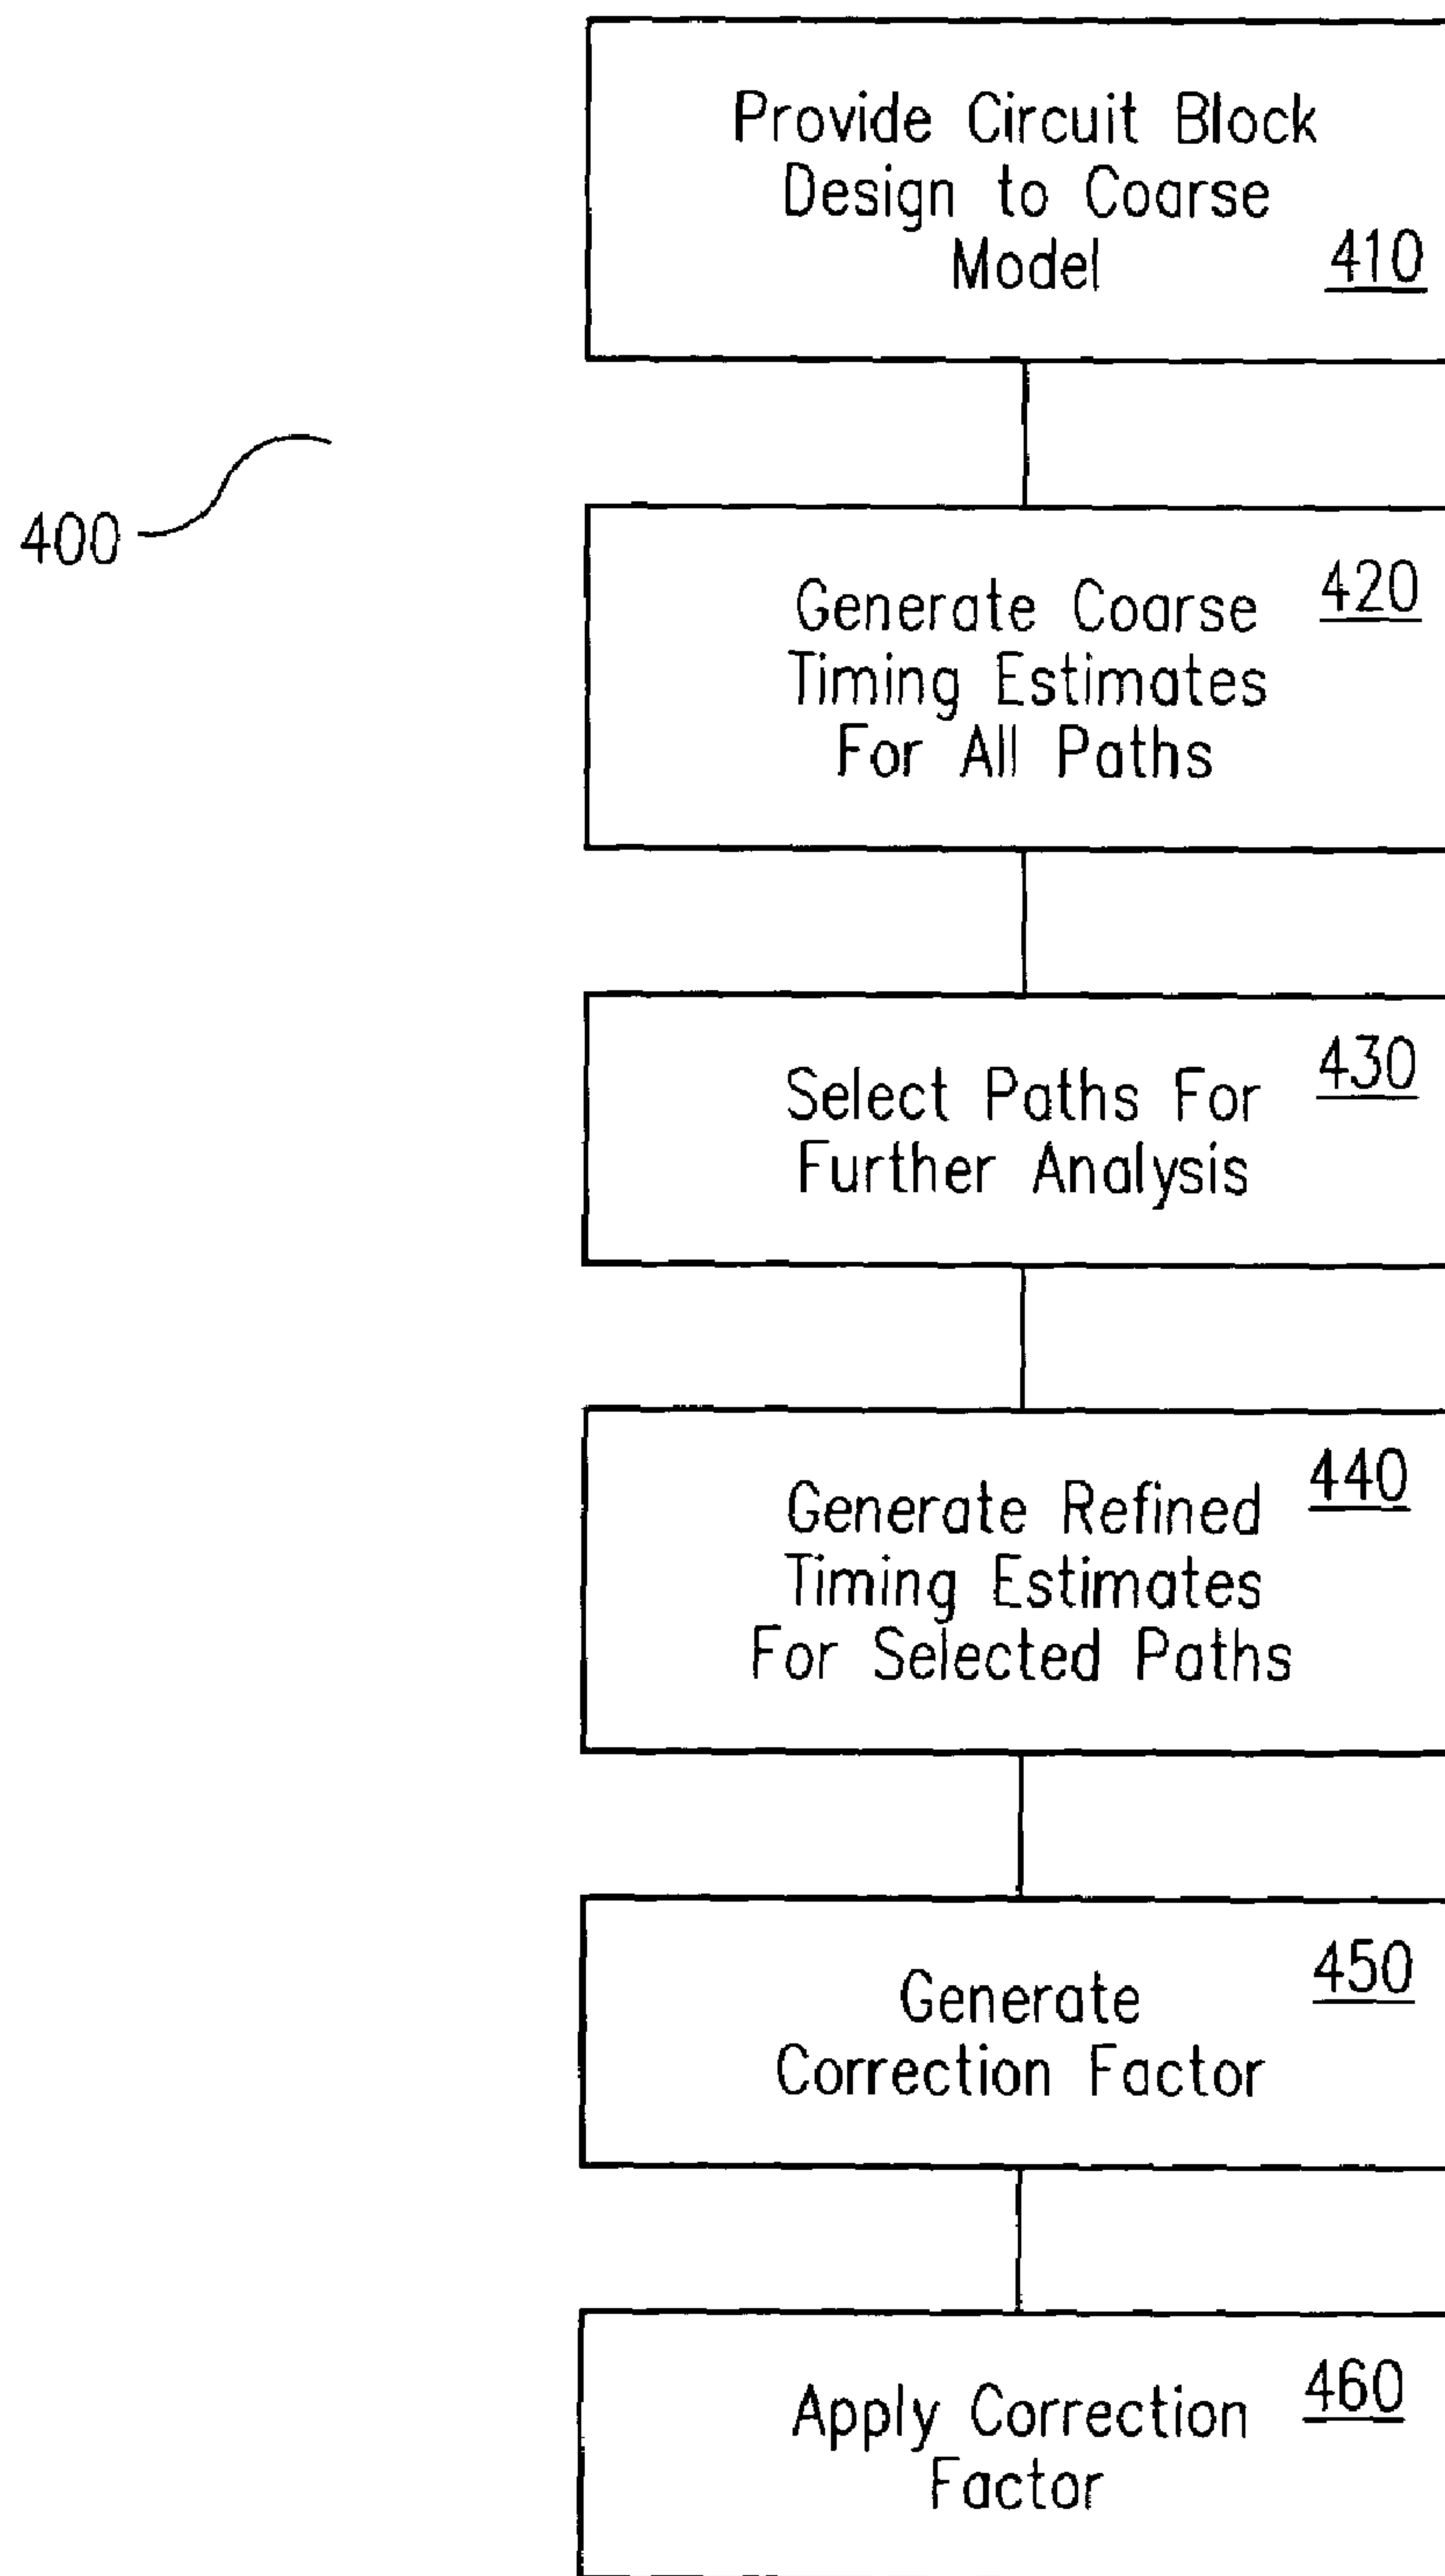 Provide Circuit Block
Design to Coarse
Model 410
400
Generate Coarse 420
Timing Estimates
For All Paths
Select Paths For 430
Further Analysis
Generate Refined 440
Timing Estimates
For Selected Paths
Generate 450
Correction Factor
Apply Correction 460
Factor